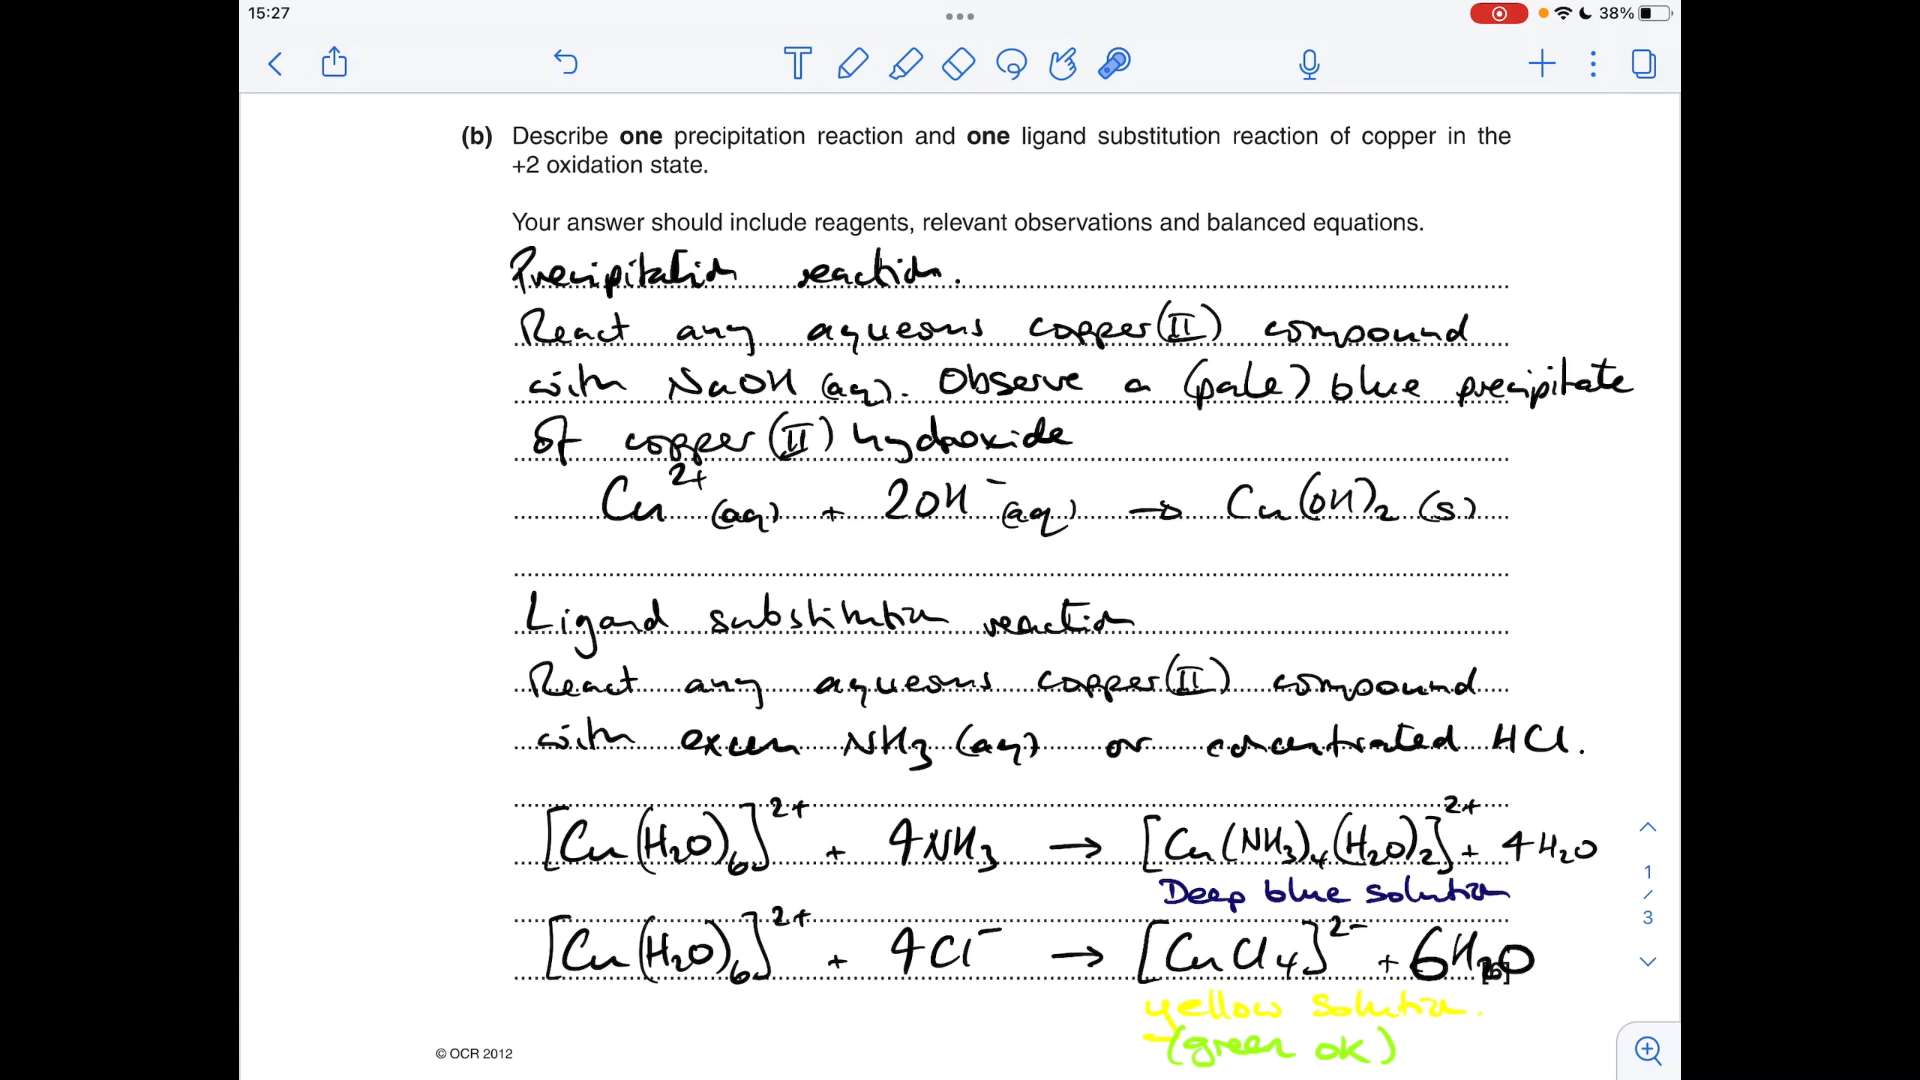 15:27
38%
(b) Describe one precipitation reaction and one ligand substitution reaction of copper in the
+2 oxidation state.
Your answer should include reagents, relevant observations and balanced equations.
Precipitation reaction.
React any aqueous copper(II) compound
with NaOH (aq). Observe a (pale) blue precipitate
of copper(II) hydroxide
Cu²⁺(aq) + 2OH⁻(aq) → Cu(OH)₂ (s)
Ligand substitution reaction
React any aqueous copper(II) compound
with excess NH₃ (aq) or concentrated HCl.
[Cu(H₂O)₆]²⁺ + 4NH₃ → [Cu(NH₃)₄(H₂O)₂]²⁺ + 4H₂O
Deep blue solution
[Cu(H₂O)₆]²⁺ + 4Cl⁻ → [CuCl₄]²⁻ + 6H₂O
yellow solution.
(green ok)
1
/
3
© OCR 2012